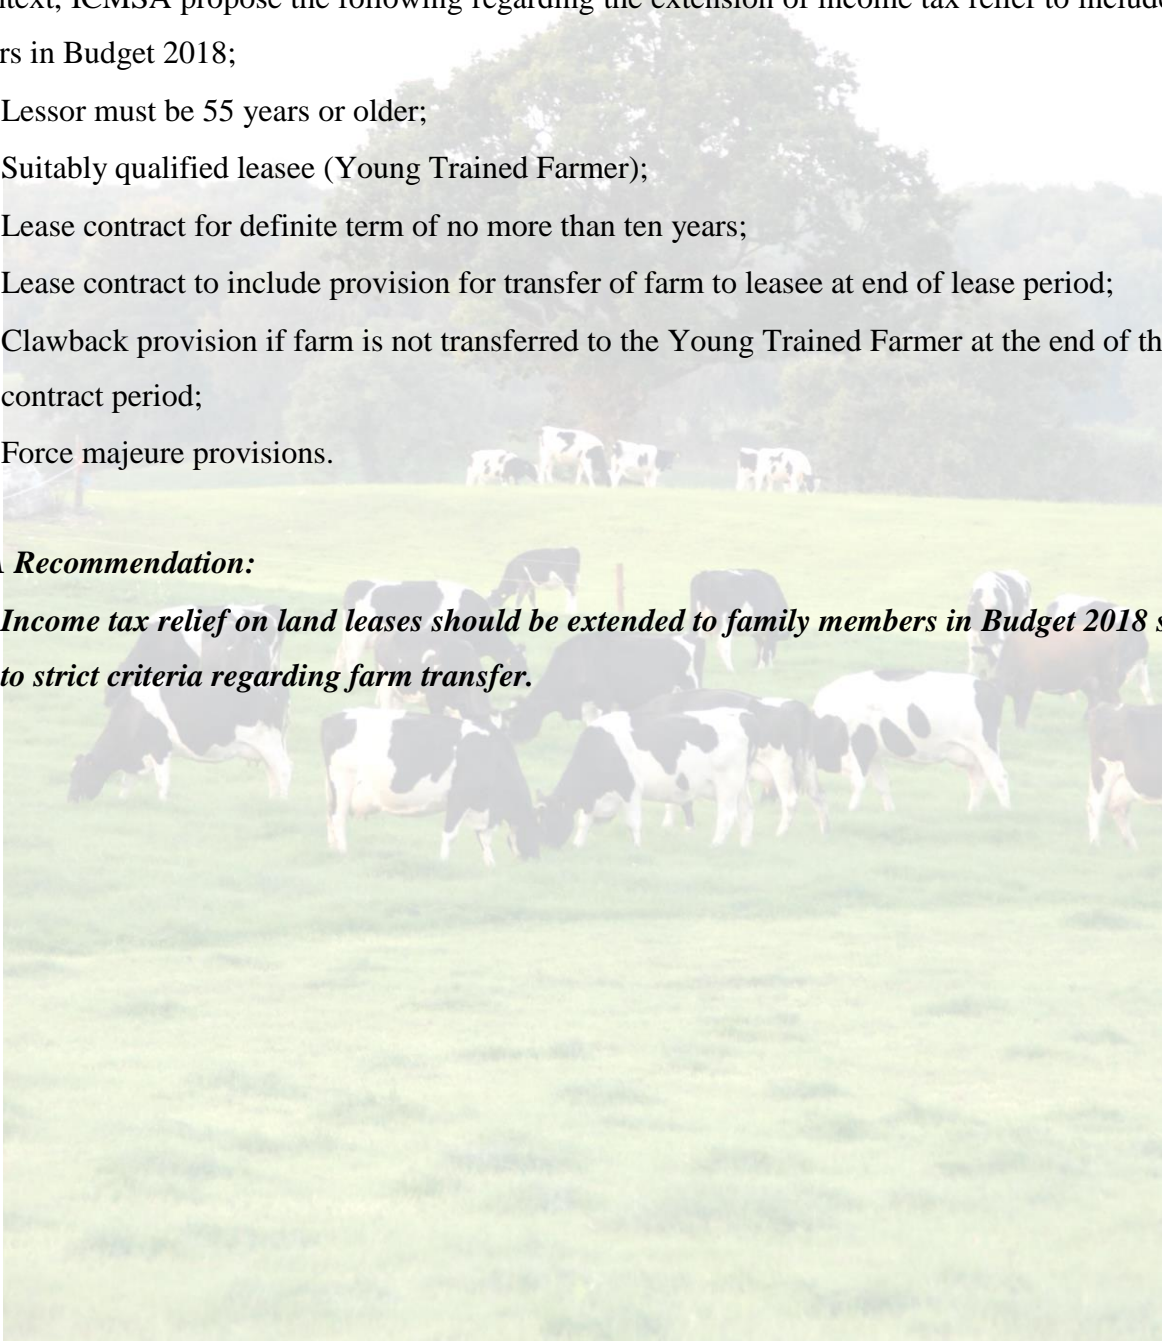 ICMSA propose the following regarding the extension of income tax relief to include
rs in Budget 2018;
Lessor must be 55 years or older;
Suitably qualified leasee (Young Trained Farmer);
Lease contract for definite term of no more than ten years;
Lease contract to include provision for transfer of farm to leasee at end of lease period;
Clawback provision if farm is not transferred to the Young Trained Farmer at the end of th
contract period;
Force majeure provisions.
Recommendation:
Income tax relief on land leases should be extended to family members in Budget 2018 s
to strict criteria regarding farm transfer.